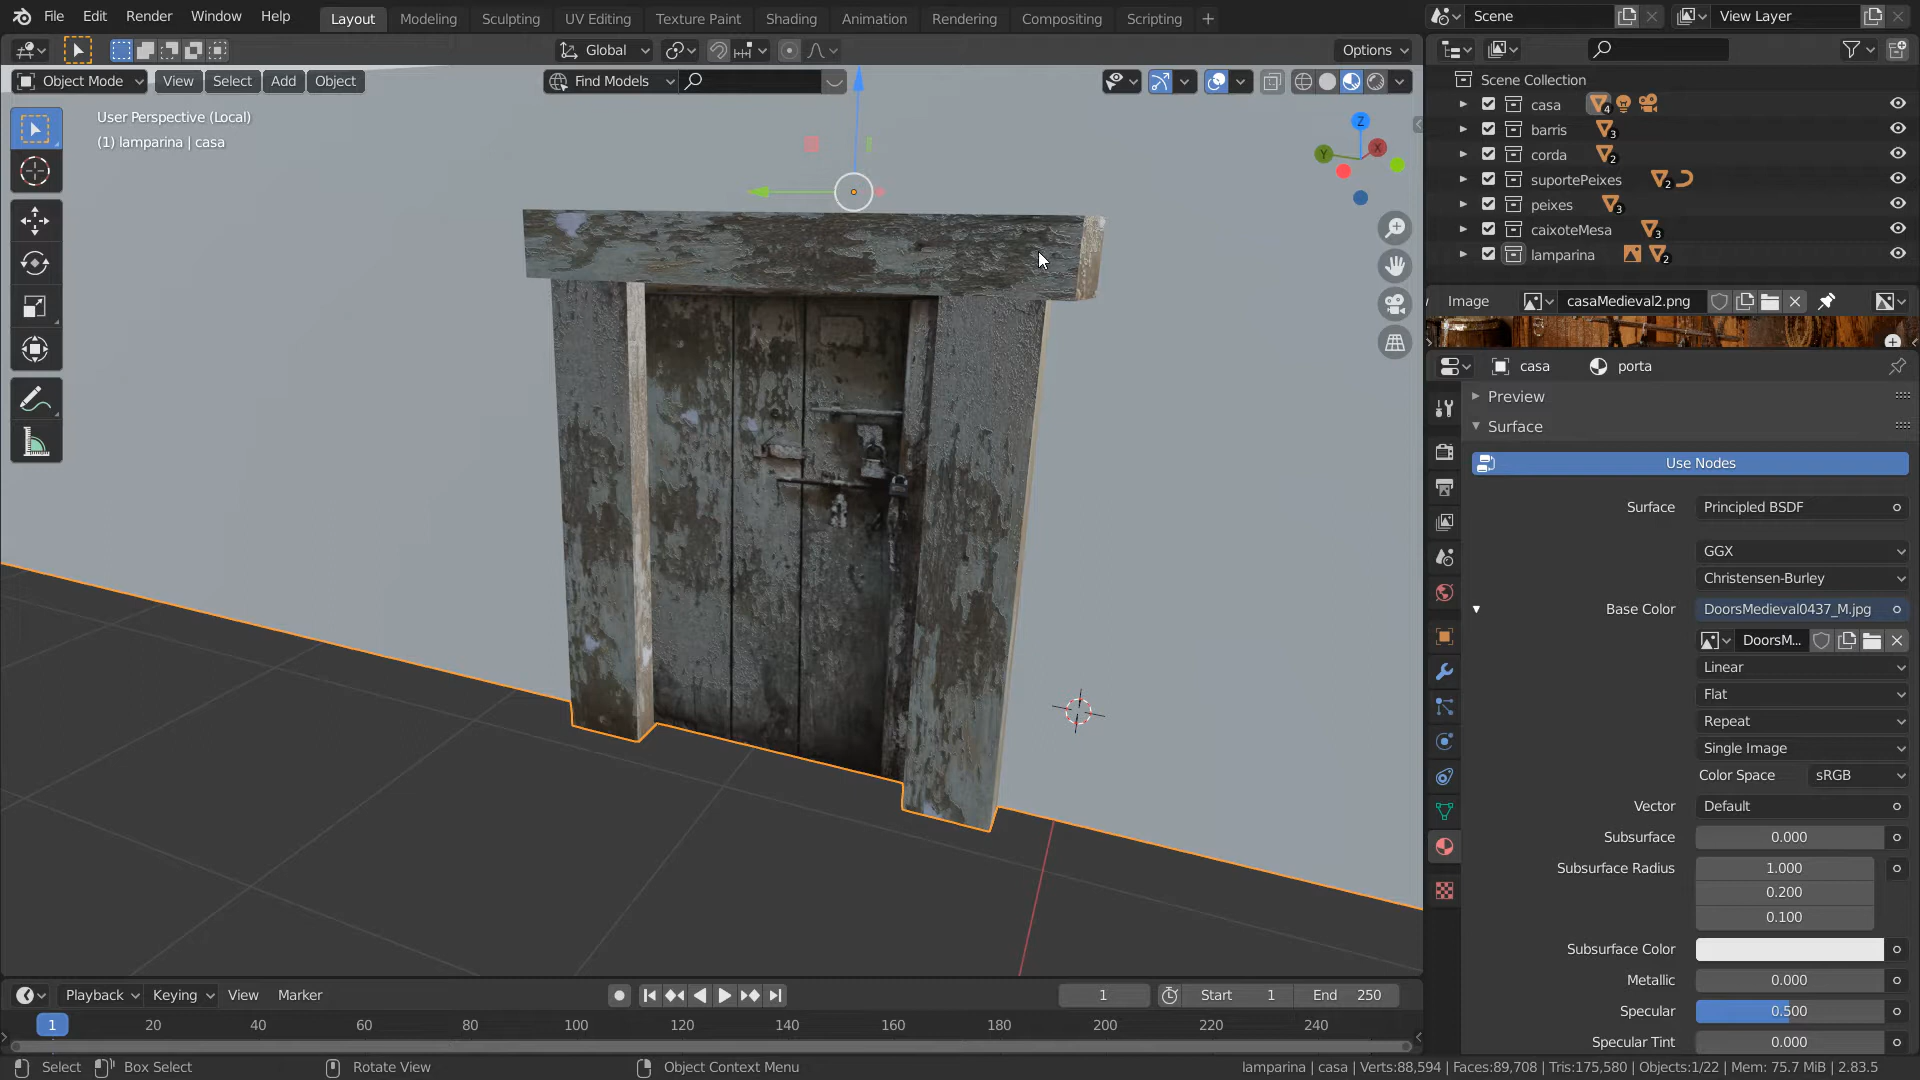 File Edit Render Window Help
Layout Modeling Sculpting UV Editing Texture Paint Shading Animation Rendering Compositing Scripting +
Scene
View Layer
Global
Options
Object Mode View Select Add Object
Find Models
User Perspective (Local)
(1) lamparina | casa
Z
Y
X
Scene Collection
casa 4
barris 3
corda 2
suportePeixes 2
peixes 3
caixoteMesa 3
lamparina 2
Image casaMedieval2.png
casa porta
Preview
Surface
Use Nodes
Surface Principled BSDF
GGX
Christensen-Burley
Base Color DoorsMedieval0437_M.jpg
DoorsM...
Linear
Flat
Repeat
Single Image
Color Space sRGB
Vector Default
Subsurface 0.000
Subsurface Radius 1.000
0.200
0.100
Subsurface Color
Metallic 0.000
Specular 0.500
Specular Tint 0.000
Playback Keying View Marker
1 Start 1 End 250
1 20 40 60 80 100 120 140 160 180 200 220 240
Select Box Select Rotate View Object Context Menu
lamparina | casa | Verts:88,594 | Faces:89,708 | Tris:175,580 | Objects:1/22 | Mem: 75.7 MiB | 2.83.5